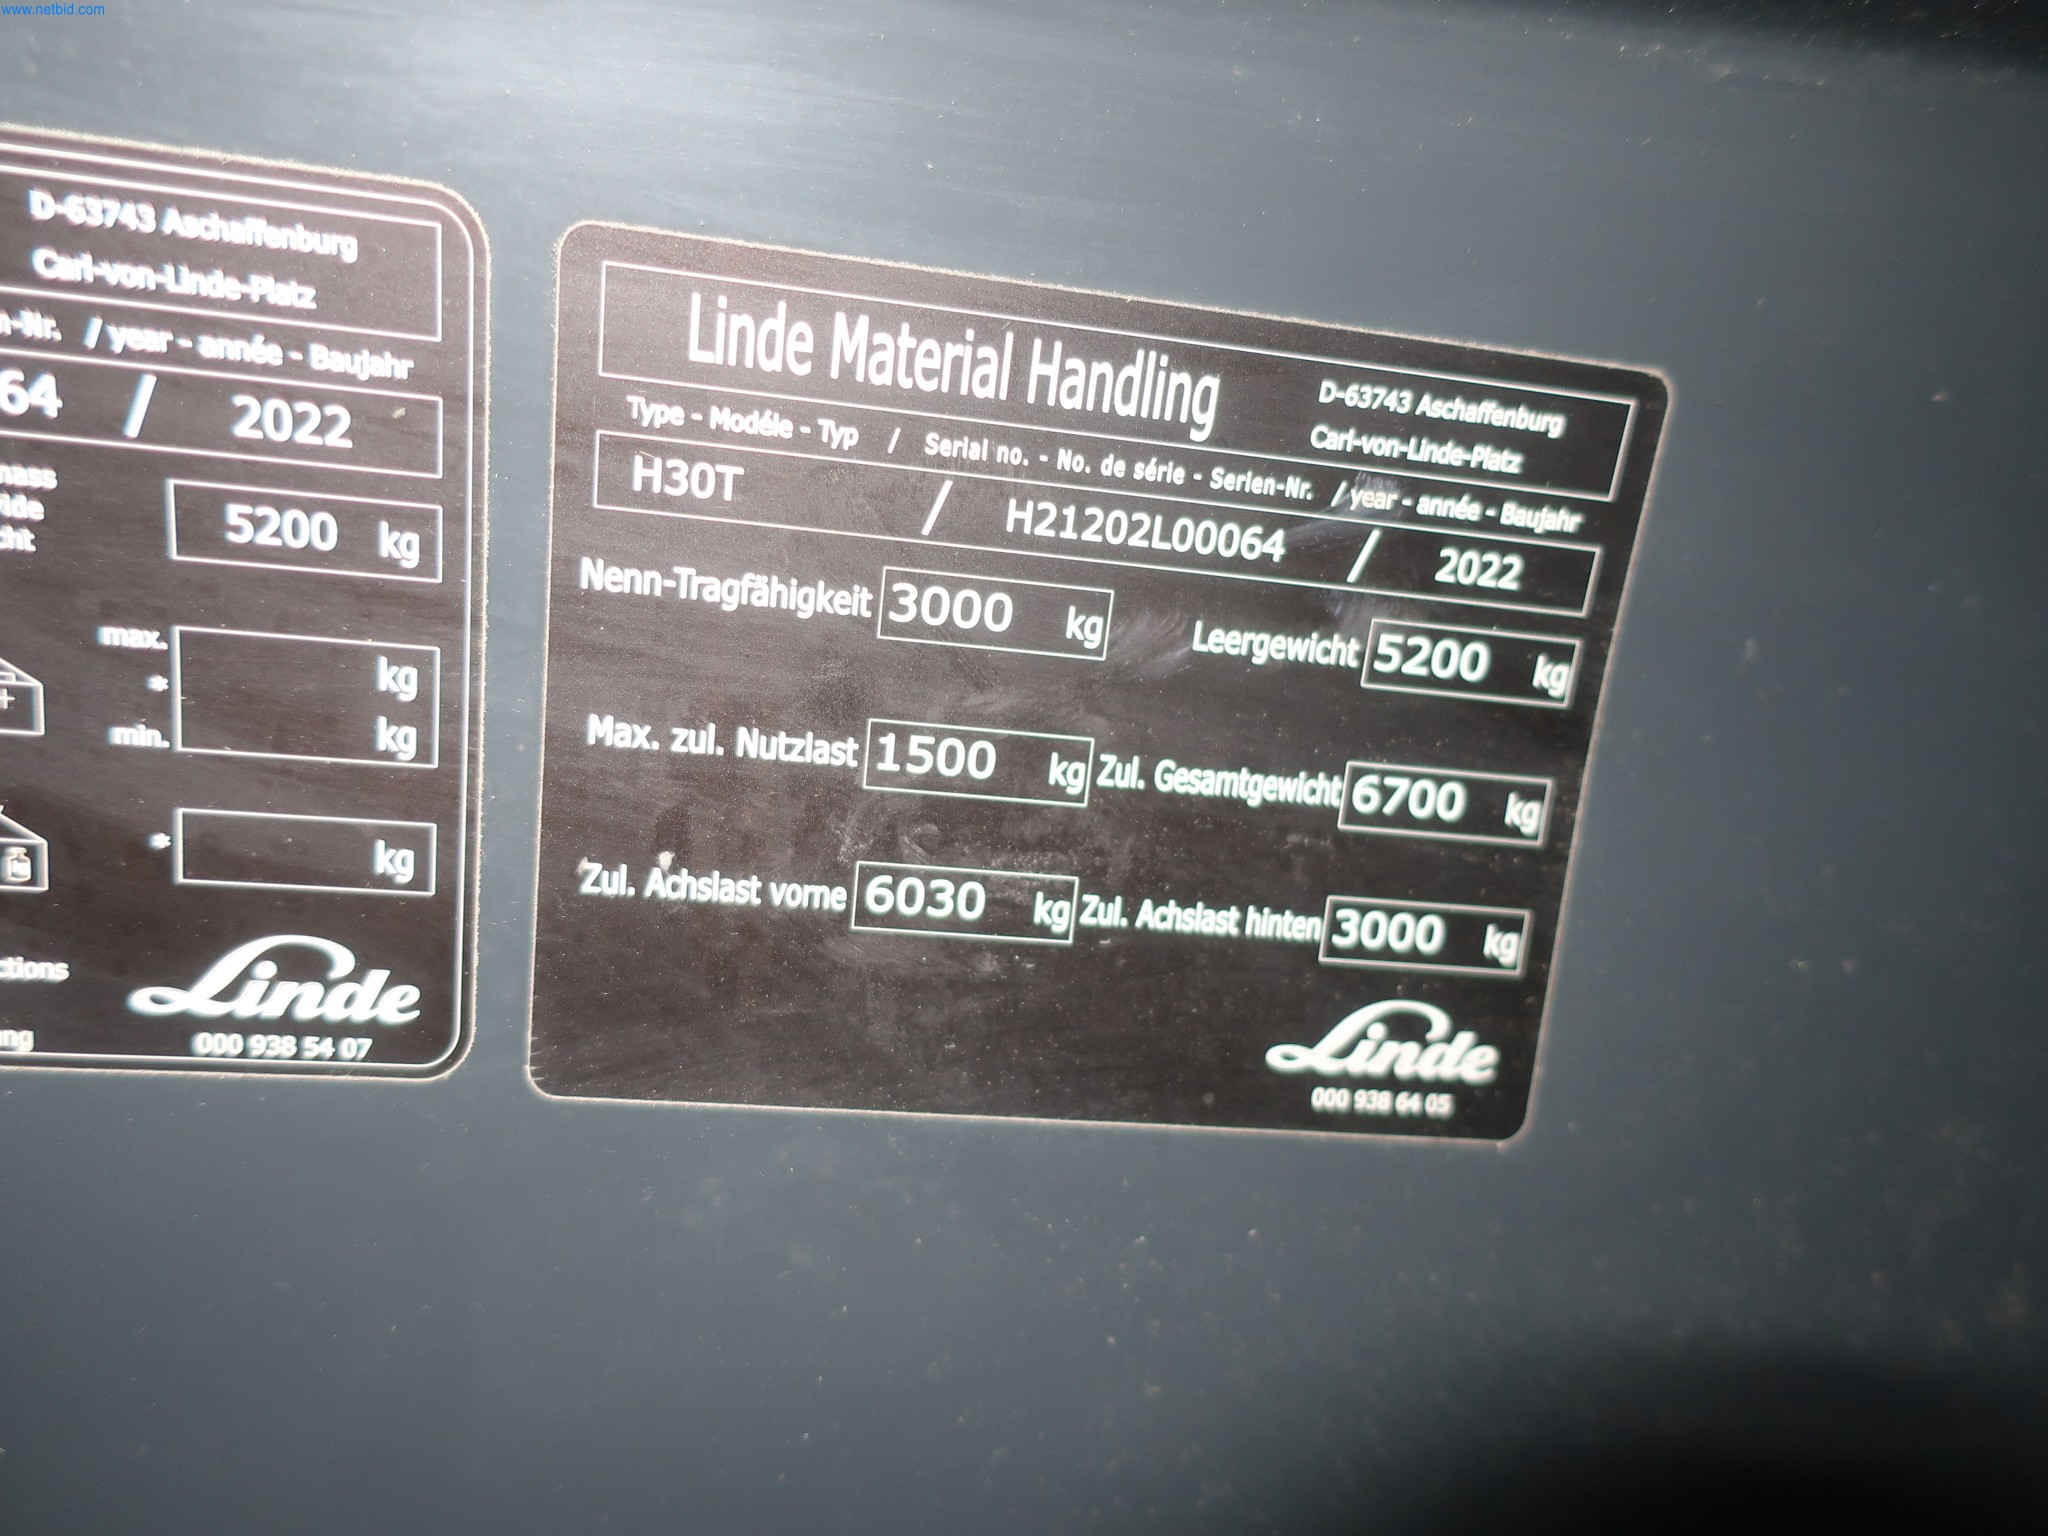 www.netbid.com
D-63743 Aschaffenburg
Carl-von-Linde-Platz
n-Nr. / year - année - Baujahr
64 / 2022
5200 kg
max. kg
*
min. kg
* kg
Linde
000 938 54 07
Linde Material Handling
D-63743 Aschaffenburg
Carl-von-Linde-Platz
Type - Modéle - Typ / Serial no. - No. de série - Serien-Nr. / year - année - Baujahr
H30T / H21202L00064 / 2022
Nenn-Tragfähigkeit 3000 kg Leergewicht 5200 kg
Max. zul. Nutzlast 1500 kg Zul. Gesamtgewicht 6700 kg
Zul. Achslast vorne 6030 kg Zul. Achslast hinten 3000 kg
Linde
000 938 64 05